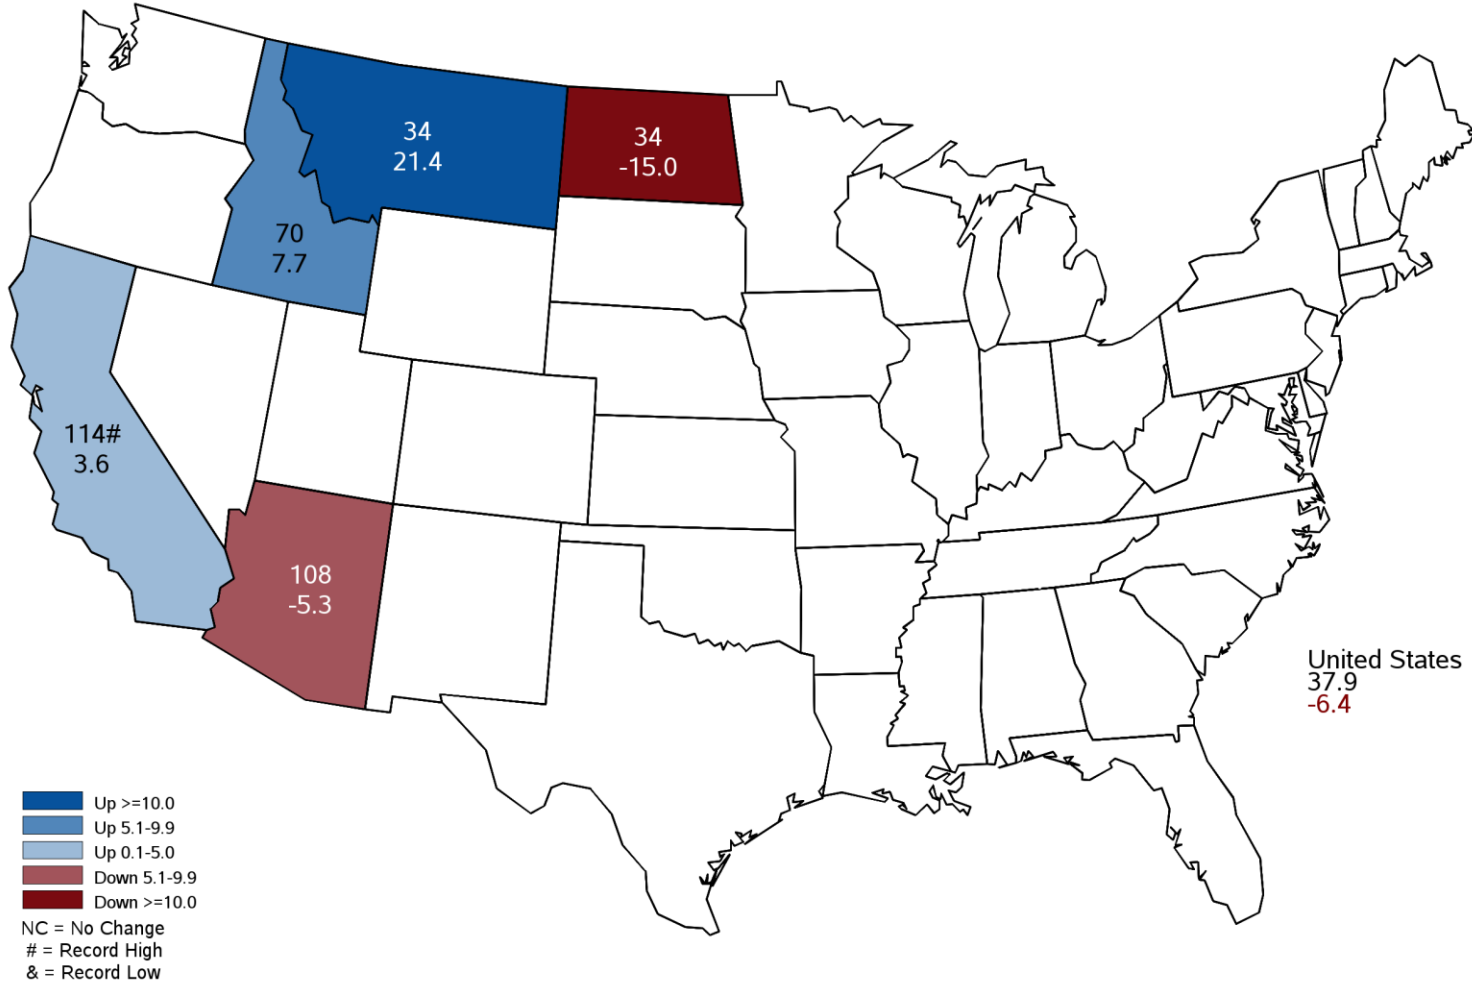 34
21.4
34
-15.0
70
7.7
114#
3.6
108
-5.3
United States
37.9
-6.4
Up >=10.0
Up 5.1-9.9
Up 0.1-5.0
Down 5.1-9.9
Down >=10.0
NC = No Change
# = Record High
& = Record Low